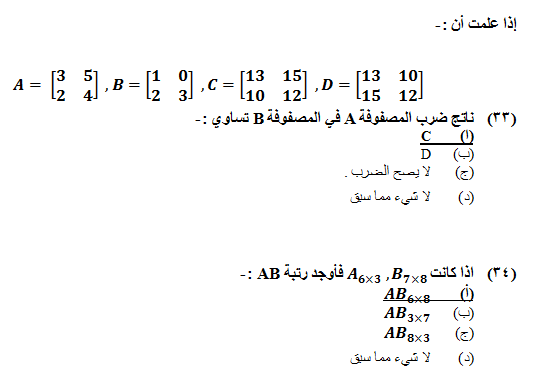 إذا علمت أن :-
A = [3 5 2 4] , B = [1 0 2 3] , C = [13 15 10 12] , D = [13 10 15 12]
(٣٣) ناتج ضرب المصفوفة A في المصفوفة B تساوي :-
(أ) C
(ب) D
(ج) لا يصح الضرب .
(د) لا شيء مما سبق
(٣٤) اذا كانت A6×3 , B7×8 فأوجد رتبة AB :-
(أ) AB6×8
(ب) AB3×7
(ج) AB8×3
(د) لا شيء مما سبق